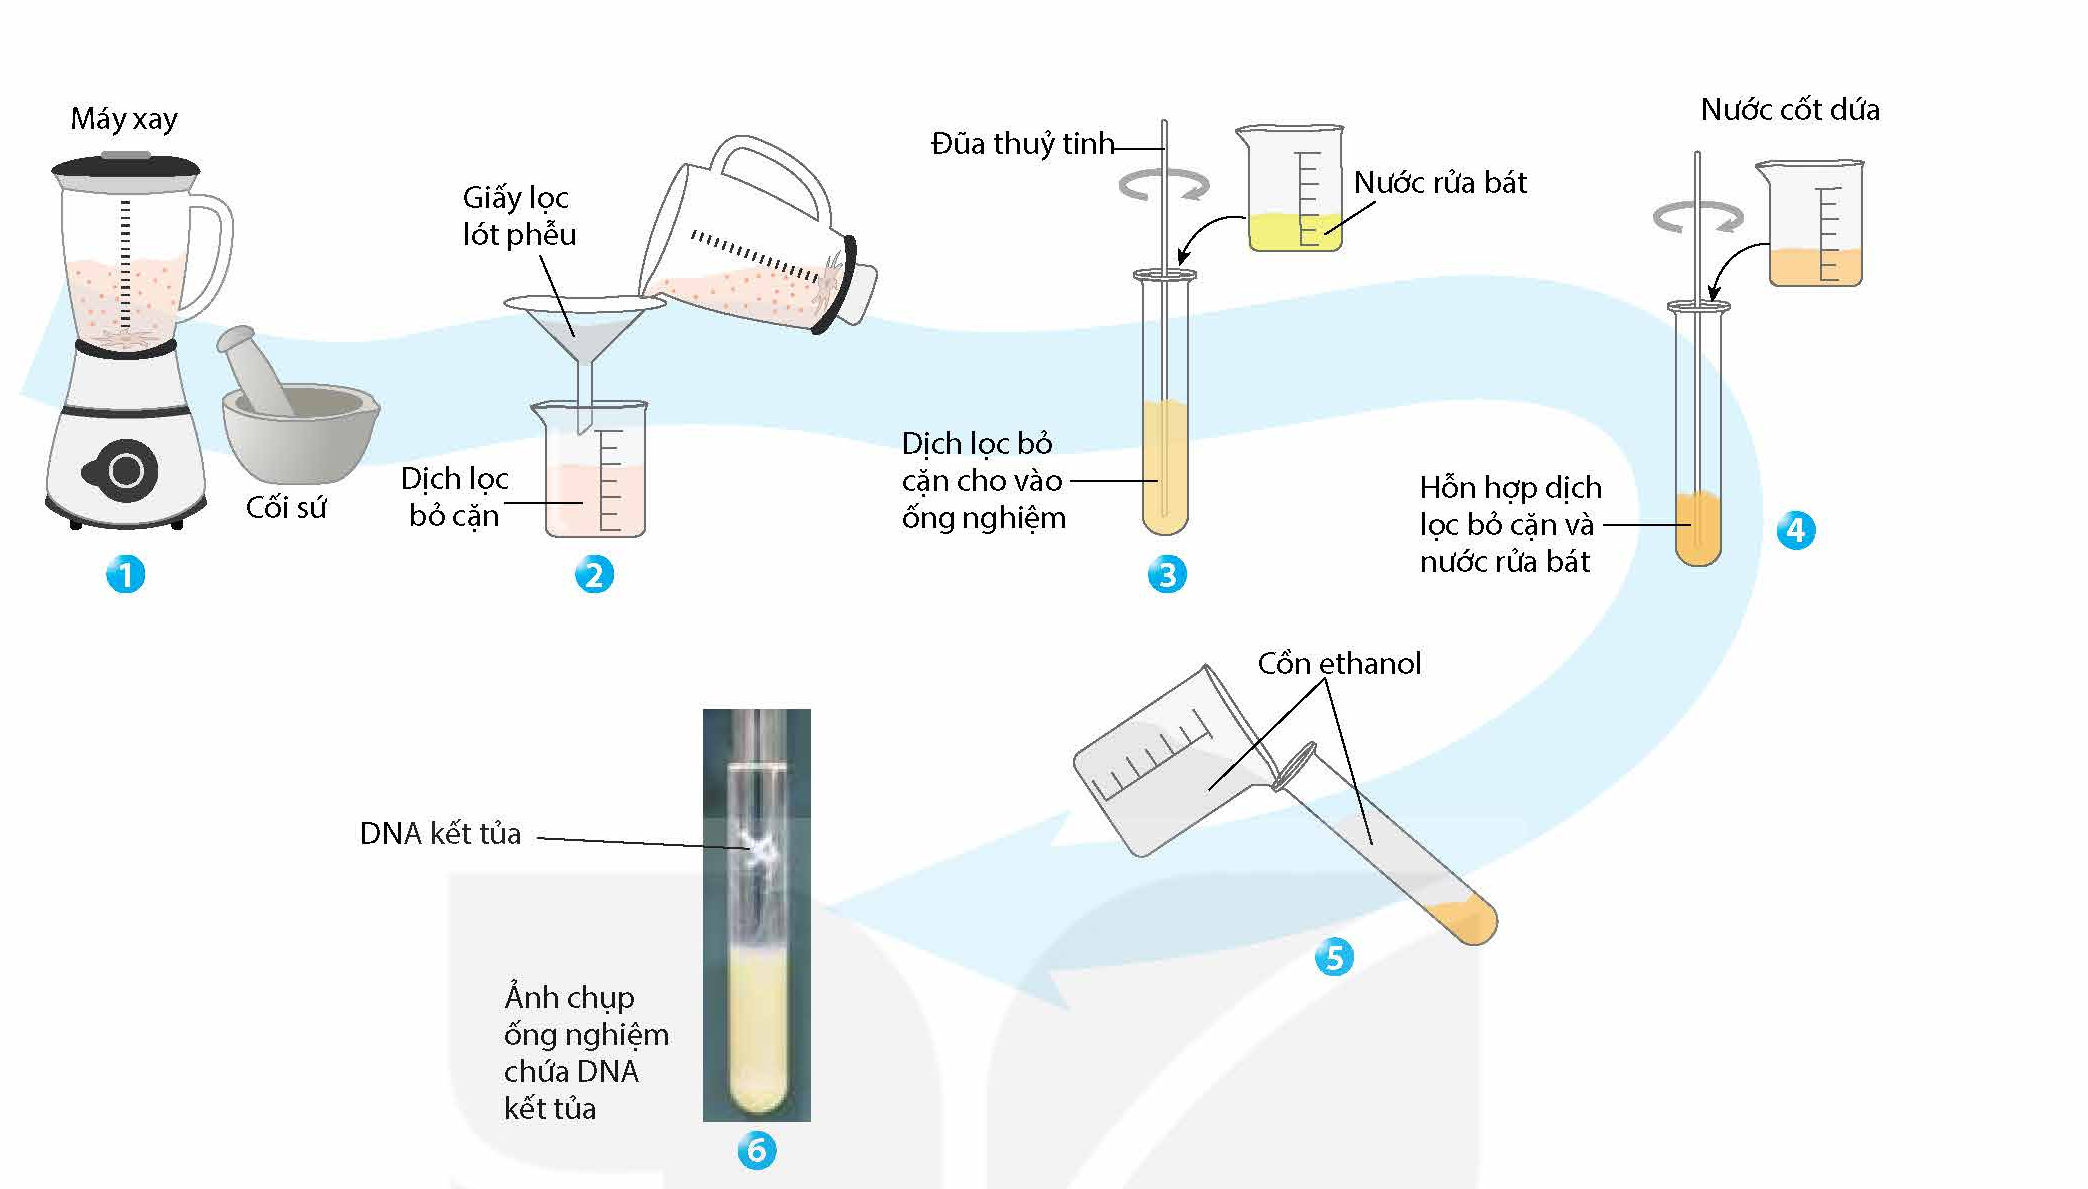 Máy xay
Cối sứ
1
Giấy lọc
lót phễu
Dịch lọc
bỏ cặn
2
Đũa thuỷ tinh
Nước rửa bát
Dịch lọc bỏ
cặn cho vào
ống nghiệm
3
Nước cốt dứa
Hỗn hợp dịch
lọc bỏ cặn và
nước rửa bát
4
Cồn ethanol
5
DNA kết tủa
Ảnh chụp
ống nghiệm
chứa DNA
kết tủa
6